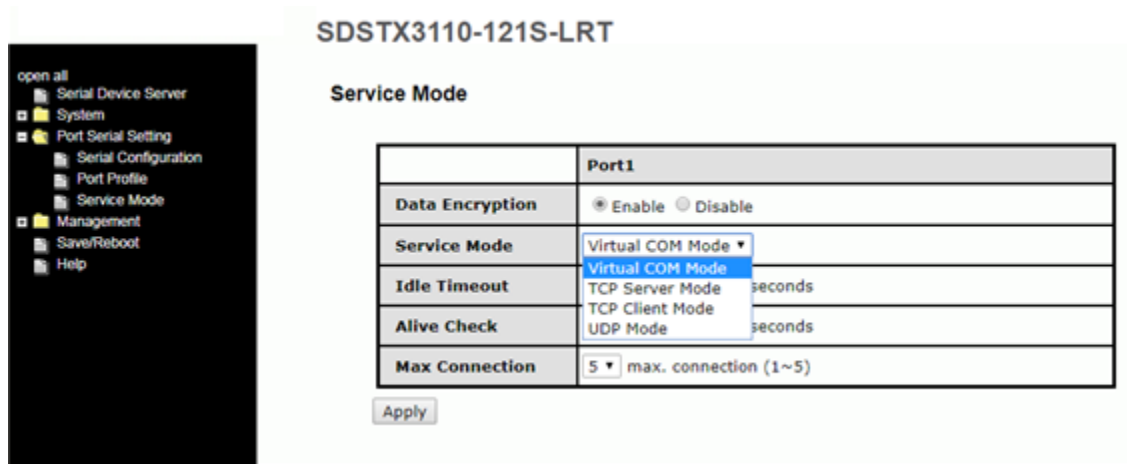 SDSTX3110-121S-LRT
open all
Serial Device Server
System
Port Serial Setting
Serial Configuration
Port Profile
Service Mode
Management
Save/Reboot
Help
Service Mode
Port1
Data Encryption Enable Disable
Service Mode Virtual COM Mode
Virtual COM Mode
TCP Server Mode
TCP Client Mode
UDP Mode
Idle Timeout seconds
Alive Check seconds
Max Connection 5 max. connection (1~5)
Apply